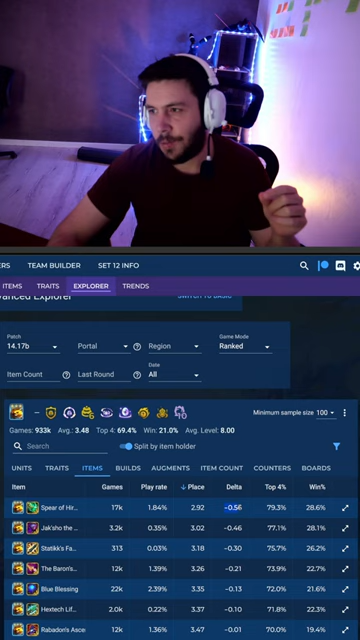 TEAM BUILDER SET 12 INFO
ITEMS TRAITS EXPLORER TRENDS
Explorer
Patch Portal Region Game Mode
14.17b Ranked
Date
Item Count Last Round All
Minimum sample size 100
Games: 933k Avg.: 3.48 Top 4: 69.4% Win: 21.0% Avg. Level: 8.00
Search Split by item holder
UNITS TRAITS ITEMS BUILDS AUGMENTS ITEM COUNT COUNTERS BOARDS
Item Games Play rate Place Delta Top 4% Win%
Spear of Hir... 17k 1.84% 2.92 -0.56 79.3% 28.6%
Jak'sho the ... 3.2k 0.35% 3.02 -0.46 77.1% 28.1%
Statikk's Fa... 313 0.03% 3.18 -0.30 75.7% 26.2%
The Baron's... 12k 1.39% 3.26 -0.21 73.9% 22.7%
Blue Blessing 22k 2.39% 3.35 -0.13 72.0% 21.6%
Hextech Lif... 2.0k 0.22% 3.37 -0.10 71.8% 22.3%
Rabadon's Asce 12k 1.36% 3.47 -0.01 70.0% 19.4%